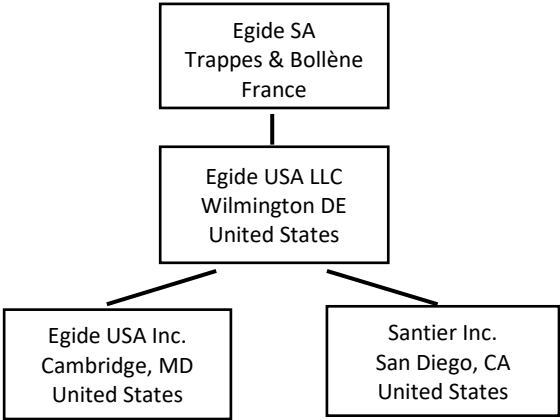 Egide SA
Trappes & Bollène
France
Egide USA LLC
Wilmington DE
United States
Egide USA Inc.
Cambridge, MD
United States
Santier Inc.
San Diego, CA
United States